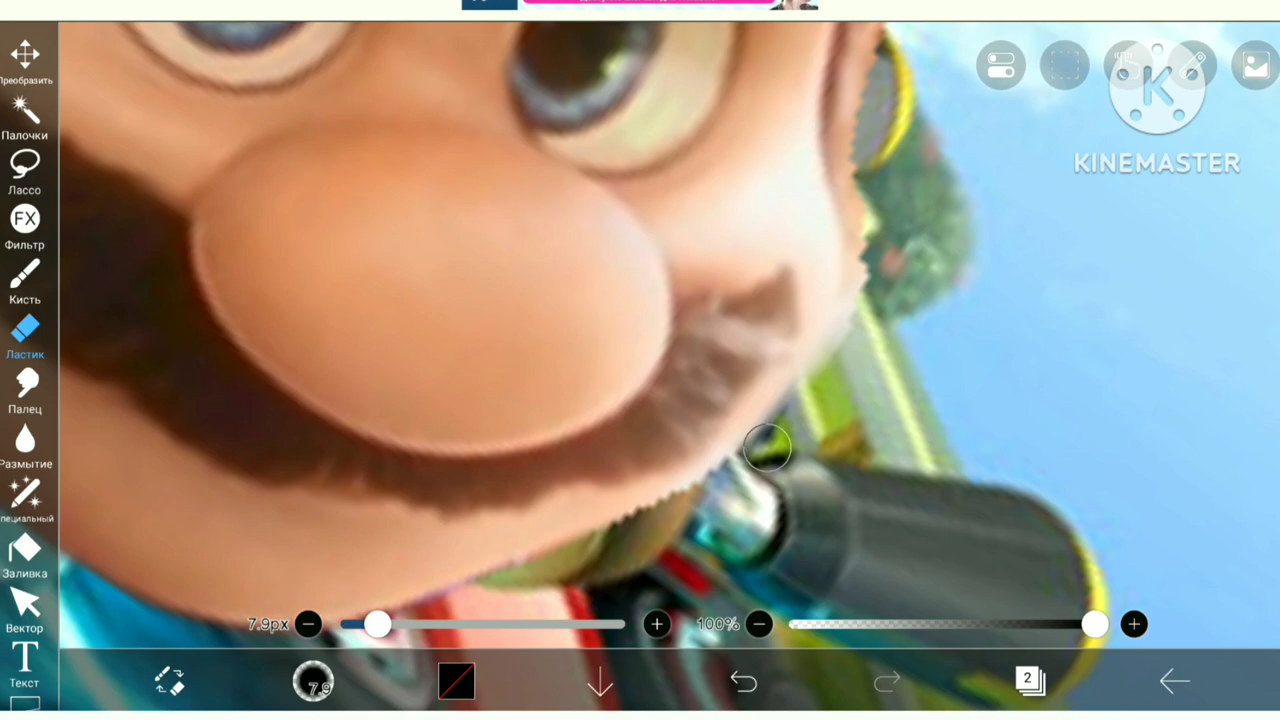 KINEMASTER
Преобразить
Палочки
Лассо
FX
Фильтр
Кисть
Ластик
Палец
Размытие
пециальный
Заливка
Вектор
T
Текст
7.9px
100%
7.9
2